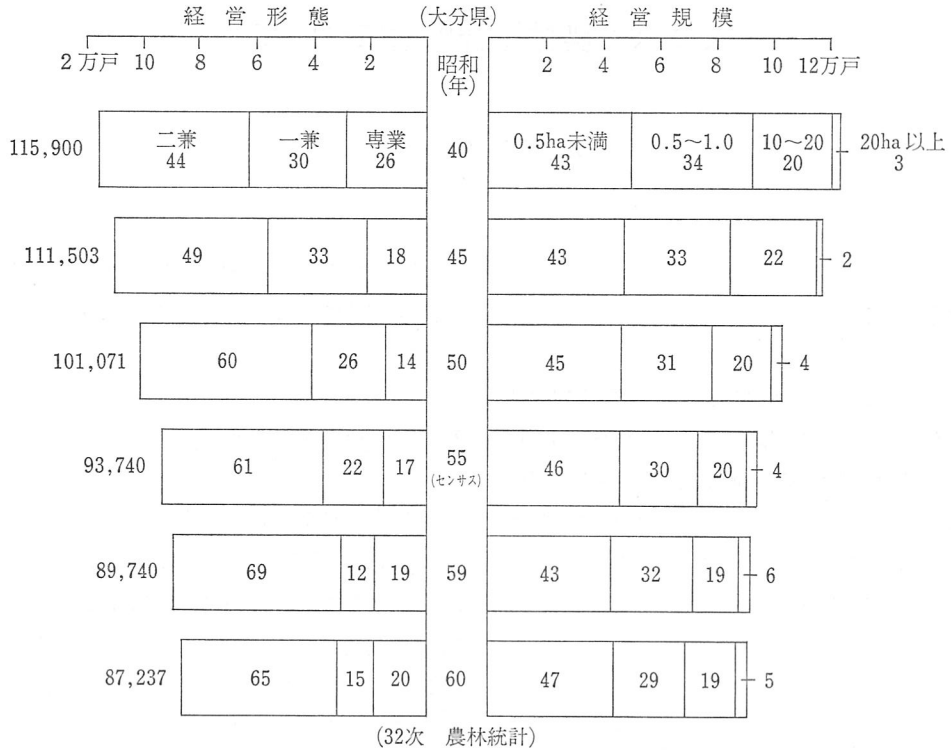 経営形態 (大分県) 経営規模
2万戸 10 8 6 4 2 昭和(年) 2 4 6 8 10 12万戸
115,900 二兼 44 一兼 30 専業 26 40 0.5ha未満 43 0.5～1.0 34 10～20 20 20ha以上 3
111,503 49 33 18 45 43 33 22 2
101,071 60 26 14 50 45 31 20 4
93,740 61 22 17 55(センサス) 46 30 20 4
89,740 69 12 19 59 43 32 19 6
87,237 65 15 20 60 47 29 19 5
(32次 農林統計)